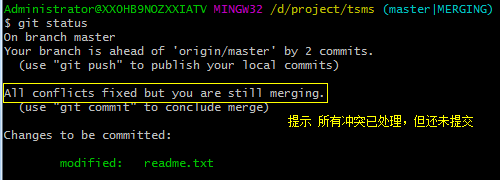 Administrator@XXOHB9NOZXXIATV MINGW32 /d/project/tsms (master|MERGING)
$ git status
On branch master
Your branch is ahead of 'origin/master' by 2 commits.
  (use "git push" to publish your local commits)
All conflicts fixed but you are still merging.
  (use "git commit" to conclude merge)
提示 所有冲突已处理，但还未提交
Changes to be committed:
        modified:   readme.txt